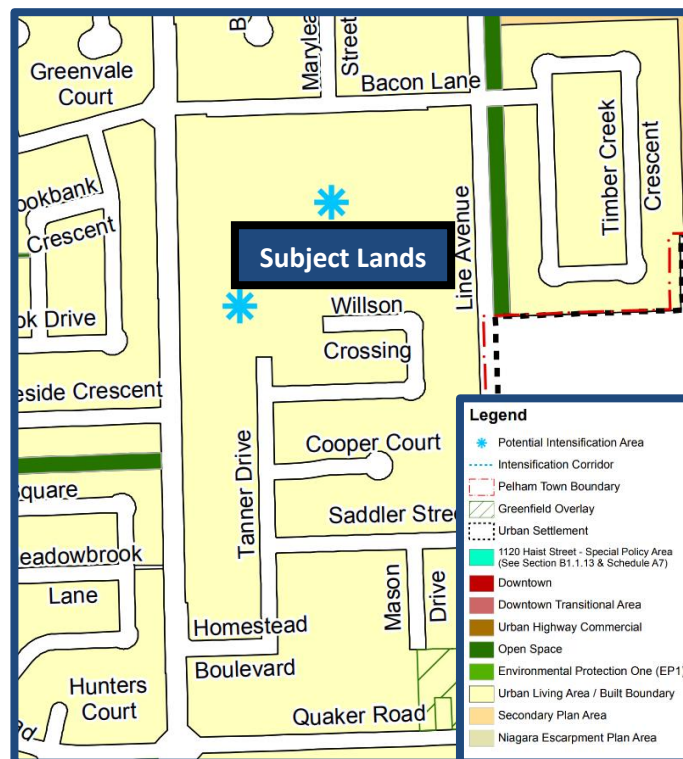 Greenvale
Court
B
Marylea
Street
Bacon Lane
Timber Creek
Crescent
ookbank
Crescent
Subject Lands
Line Avenue
Willson
Crossing
ok Drive
eside Crescent
Cooper Court
Tanner Drive
Square
Saddler Stree
eadowbrook
Lane
Mason
Drive
Homestead
Boulevard
Hunters
Court
Quaker Road
ad
Legend
Potential Intensification Area
Intensification Corridor
Pelham Town Boundary
Greenfield Overlay
Urban Settlement
1120 Haist Street - Special Policy Area
(See Section B1.1.13 & Schedule A7)
Downtown
Downtown Transitional Area
Urban Highway Commercial
Open Space
Environmental Protection One (EP1)
Urban Living Area / Built Boundary
Secondary Plan Area
Niagara Escarpment Plan Area